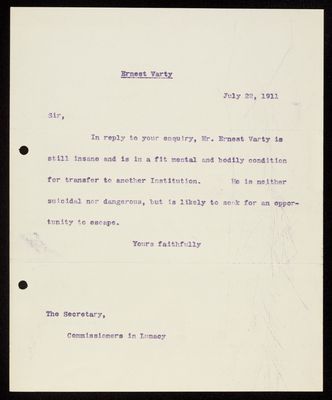 Ernest Varty
July 22, 1911
Sir,
In reply to your enquiry, Mr. Ernest Varty is
still insane and is in a fit mental and bodily condition
for transfer to another Institution. He is neither
suicidal nor dangerous, but is likely to seek for an oppor-
tunity to escape.
Yours faithfully
The Secretary,
Commissioners in Lunacy